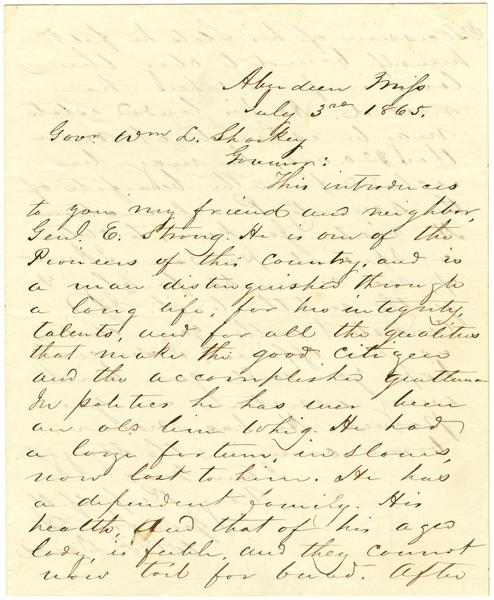 Aberdeen Miss
July 3rd 1865.
Govr. Wm L. Sharkey
Govenor:
This introduces
to you my friend and neighbor,
Genl. E. Strong. He is one of the
Pioneers of this Country, and is
a man distinguished through
a long life, for his integrity,
talents, and for all the qualities
that make the good citizen
and the accomplished gentleman
In politics he has ever been
an old line Whig. He had
a large fortune, in slaves,
now lost to him. He has
a dependent family. His
health, and that of his aged
lady, is feeble, and they cannot
now toil for bread. After